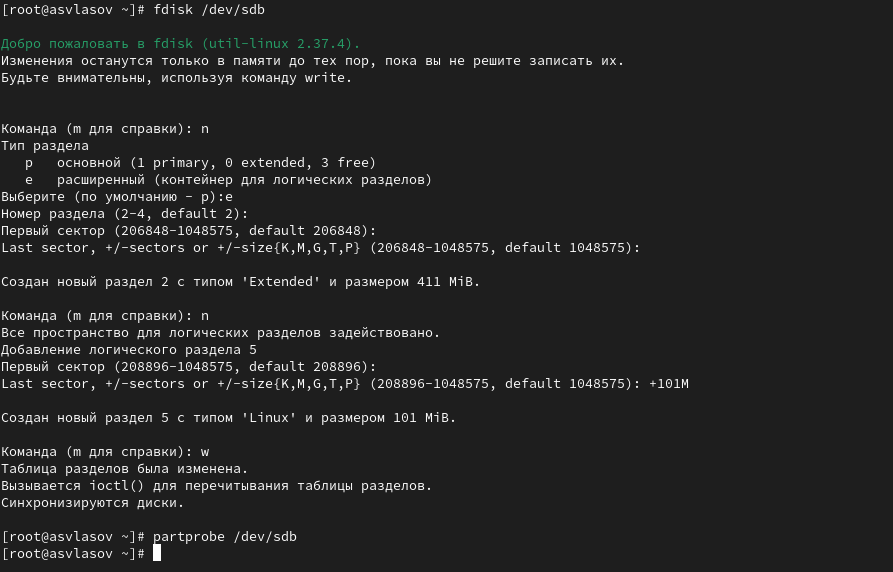 [root@asvlasov ~]# fdisk /dev/sdb
Добро пожаловать в fdisk (util-linux 2.37.4).
Изменения останутся только в памяти до тех пор, пока вы не решите записать их.
Будьте внимательны, используя команду write.
Команда (m для справки): n
Тип раздела
   p   основной (1 primary, 0 extended, 3 free)
   e   расширенный (контейнер для логических разделов)
Выберите (по умолчанию - p):e
Номер раздела (2-4, default 2):
Первый сектор (206848-1048575, default 206848):
Last sector, +/-sectors or +/-size{K,M,G,T,P} (206848-1048575, default 1048575):
Создан новый раздел 2 с типом 'Extended' и размером 411 MiB.
Команда (m для справки): n
Все пространство для логических разделов задействовано.
Добавление логического раздела 5
Первый сектор (208896-1048575, default 208896):
Last sector, +/-sectors or +/-size{K,M,G,T,P} (208896-1048575, default 1048575): +101M
Создан новый раздел 5 с типом 'Linux' и размером 101 MiB.
Команда (m для справки): w
Таблица разделов была изменена.
Вызывается ioctl() для перечитывания таблицы разделов.
Синхронизируются диски.
[root@asvlasov ~]# partprobe /dev/sdb
[root@asvlasov ~]#